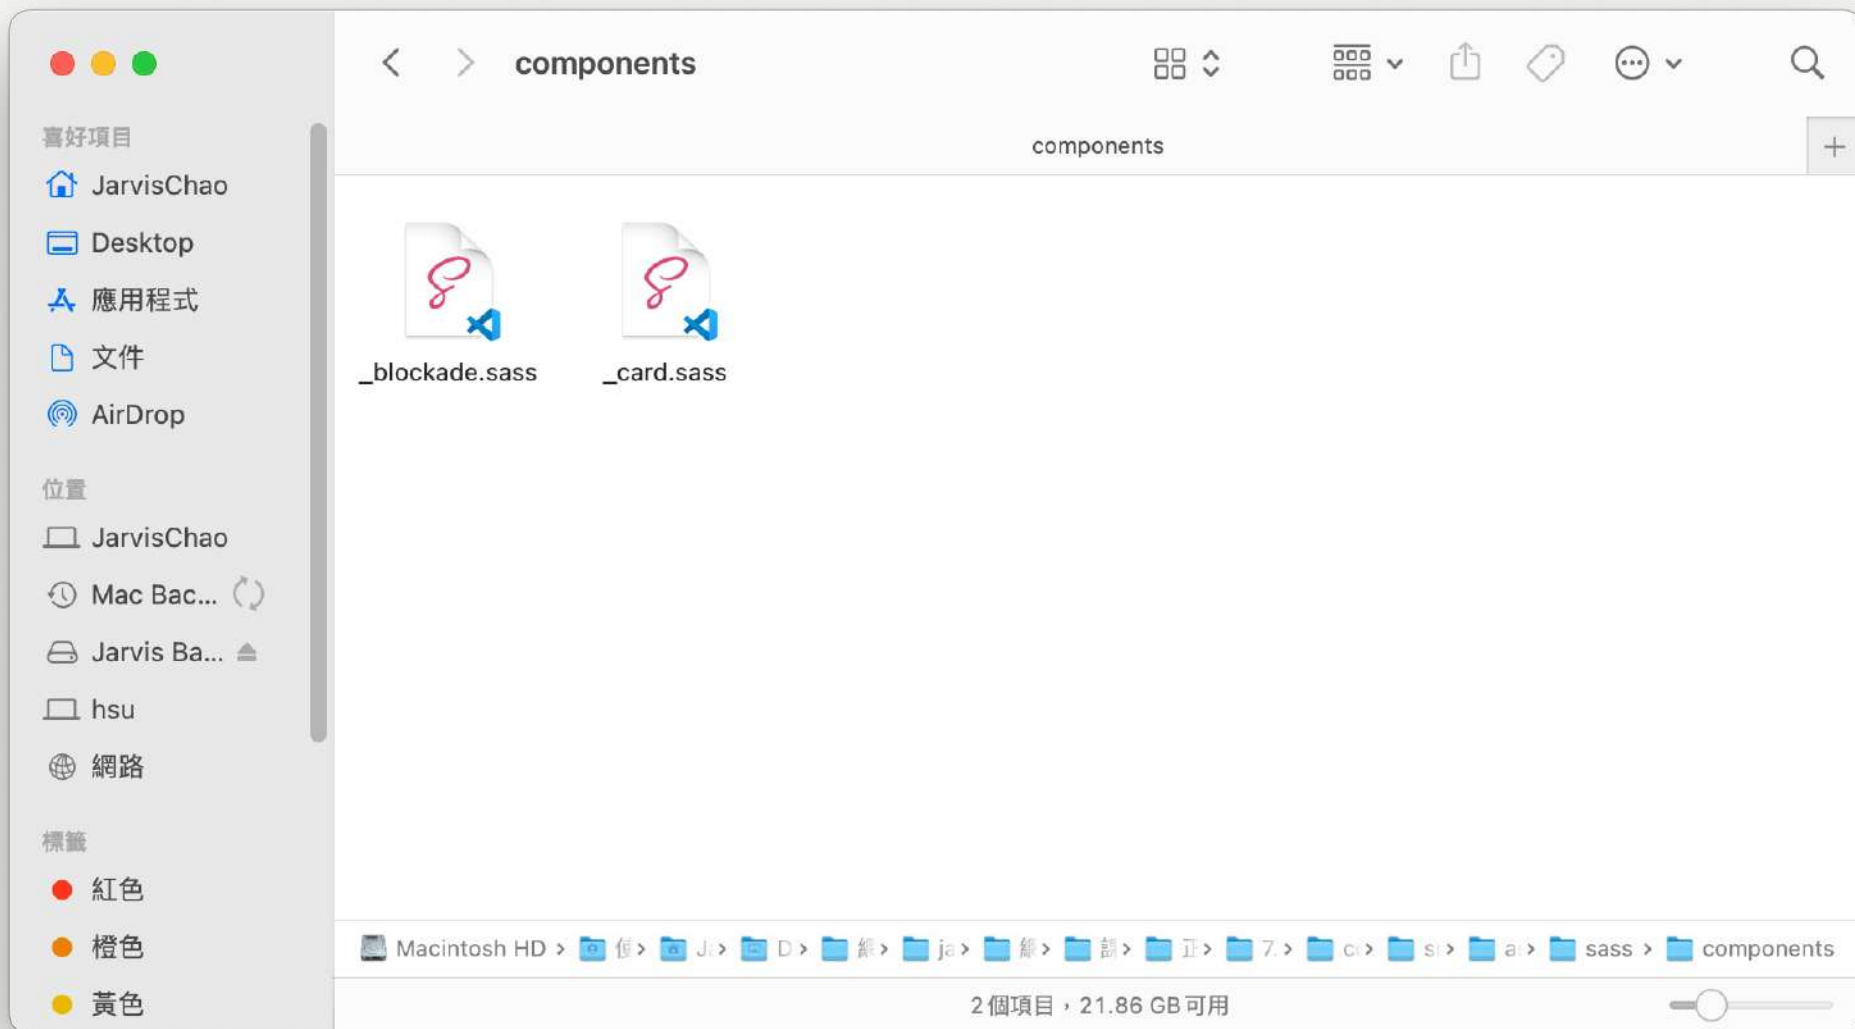 components
components
喜好項目
JarvisChao
Desktop
應用程式
文件
AirDrop
位置
JarvisChao
Mac Bac...
Jarvis Ba...
hsu
網路
標籤
紅色
橙色
黃色
_blockade.sass
_card.sass
Macintosh HD › D › ja › 7. › sass › components
2個項目，21.86 GB可用